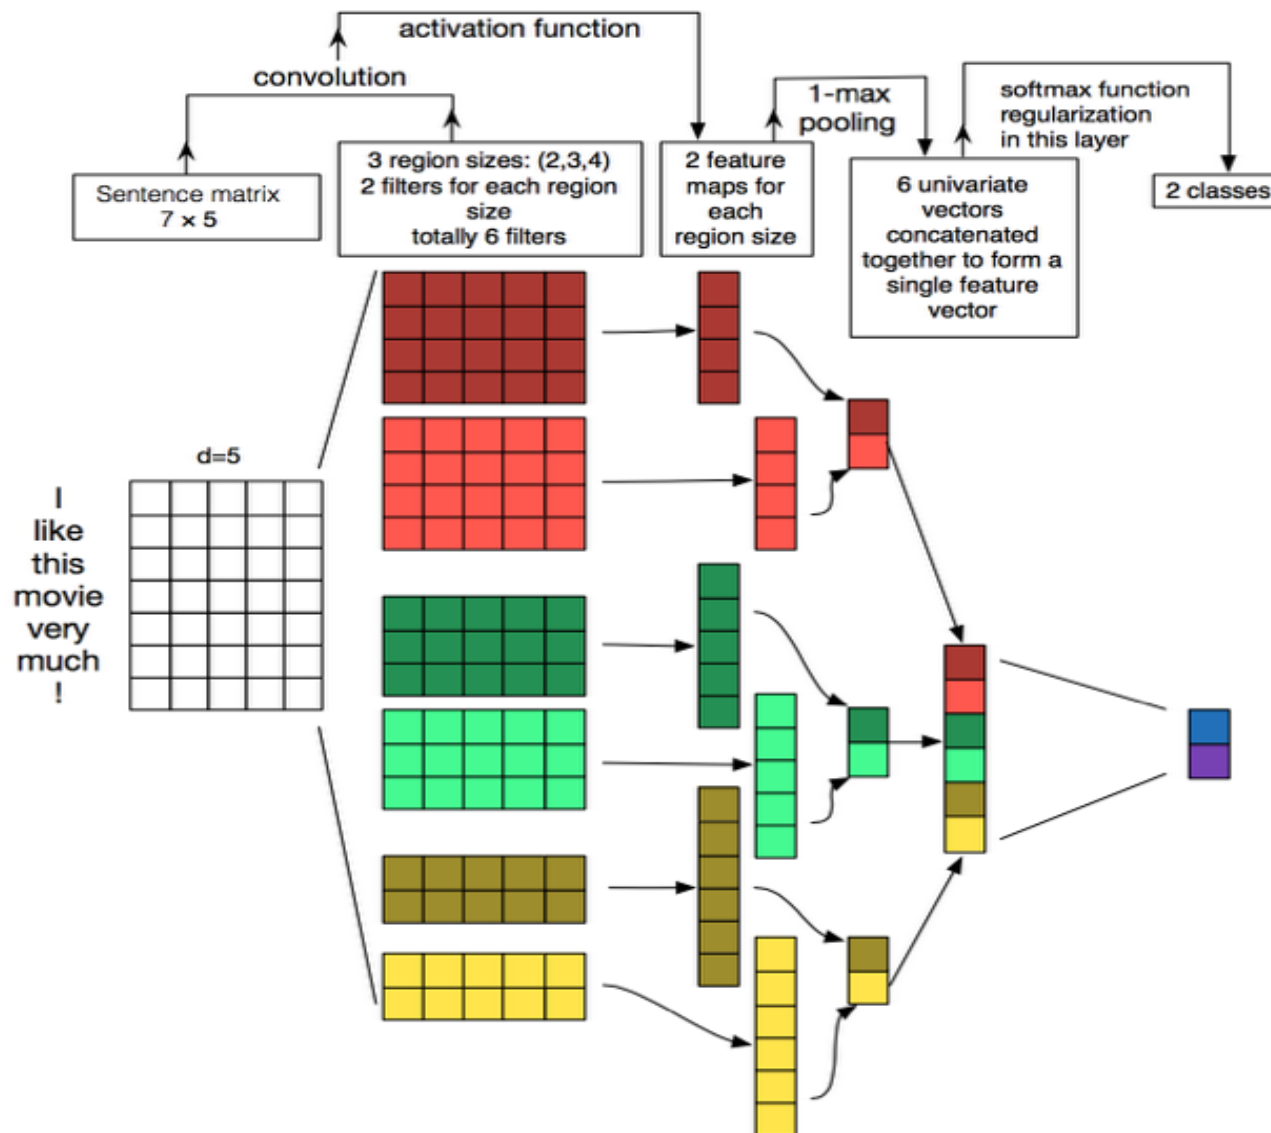 activation function
convolution
1-max
pooling
softmax function
regularization
in this layer
Sentence matrix
7 × 5
3 region sizes: (2,3,4)
2 filters for each region
size
totally 6 filters
2 feature
maps for
each
region size
6 univariate
vectors
concatenated
together to form a
single feature
vector
2 classes
d=5
I
like
this
movie
very
much
!